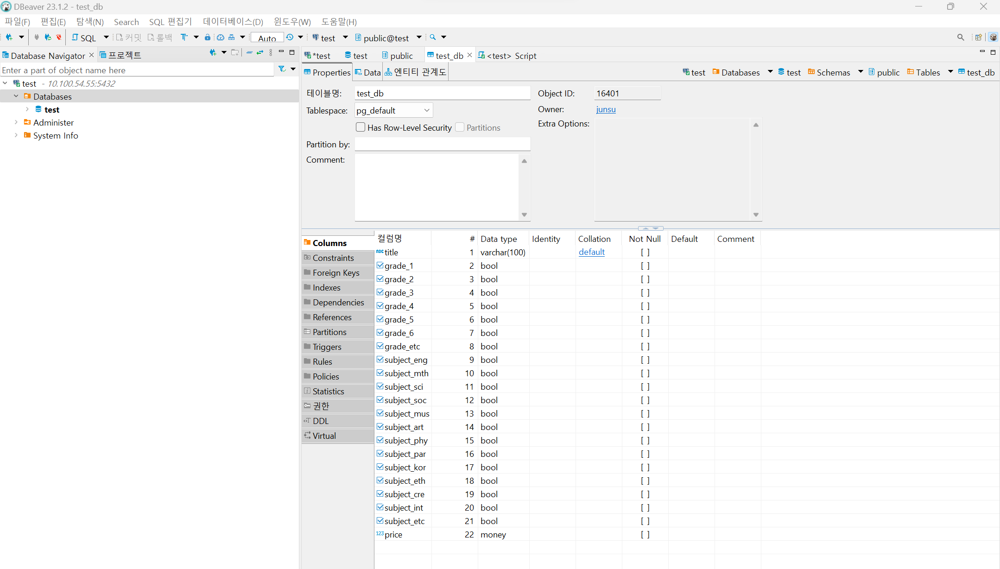 DBeaver 23.1.2 - test_db
파일(F) 편집(E) 탐색(N) Search SQL 편집기 데이터베이스(D) 윈도우(W) 도움말(H)
SQL 커밋 롤백 Auto test public@test
Database Navigator 프로젝트
Enter a part of object name here
test - 10.100.54.55:5432
Databases
test
Administer
System Info
*test test public test_db <test> Script
Properties Data 엔티티 관계도 test Databases test Schemas public Tables test_db
테이블명: test_db Object ID: 16401
Tablespace: pg_default Owner: junsu
Has Row-Level Security Partitions Extra Options:
Partition by:
Comment:
Columns
Constraints
Foreign Keys
Indexes
Dependencies
References
Partitions
Triggers
Rules
Policies
Statistics
권한
DDL
Virtual
컬럼명 # Data type Identity Collation Not Null Default Comment
ABC title 1 varchar(100) default [ ]
grade_1 2 bool [ ]
grade_2 3 bool [ ]
grade_3 4 bool [ ]
grade_4 5 bool [ ]
grade_5 6 bool [ ]
grade_6 7 bool [ ]
grade_etc 8 bool [ ]
subject_eng 9 bool [ ]
subject_mth 10 bool [ ]
subject_sci 11 bool [ ]
subject_soc 12 bool [ ]
subject_mus 13 bool [ ]
subject_art 14 bool [ ]
subject_phy 15 bool [ ]
subject_par 16 bool [ ]
subject_kor 17 bool [ ]
subject_eth 18 bool [ ]
subject_cre 19 bool [ ]
subject_int 20 bool [ ]
subject_etc 21 bool [ ]
123 price 22 money [ ]